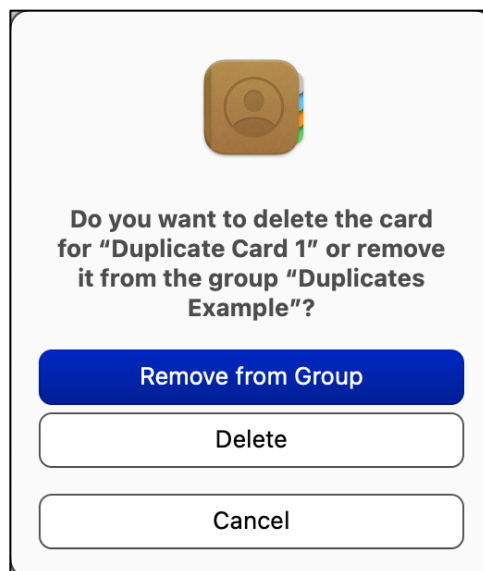 Do you want to delete the card
for “Duplicate Card 1” or remove
it from the group “Duplicates
Example”?
Remove from Group
Delete
Cancel